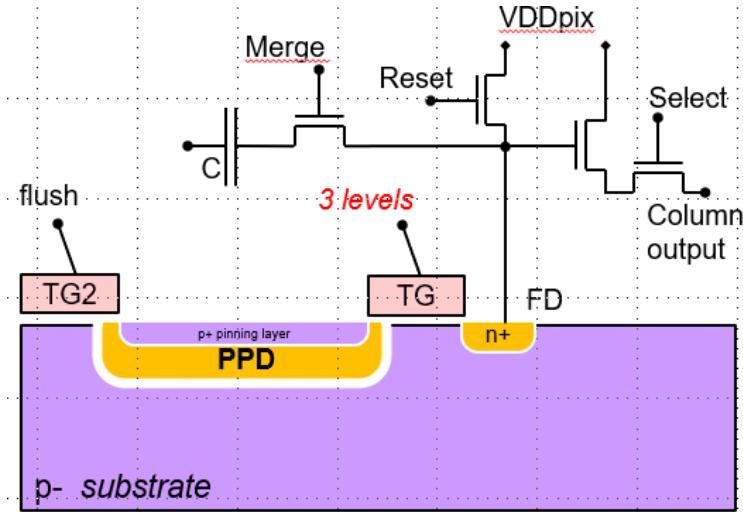 VDDpix
Merge
Reset
Select
C
flush
3 levels
Column
output
TG2
TG
FD
p+ pinning layer
n+
PPD
p- substrate